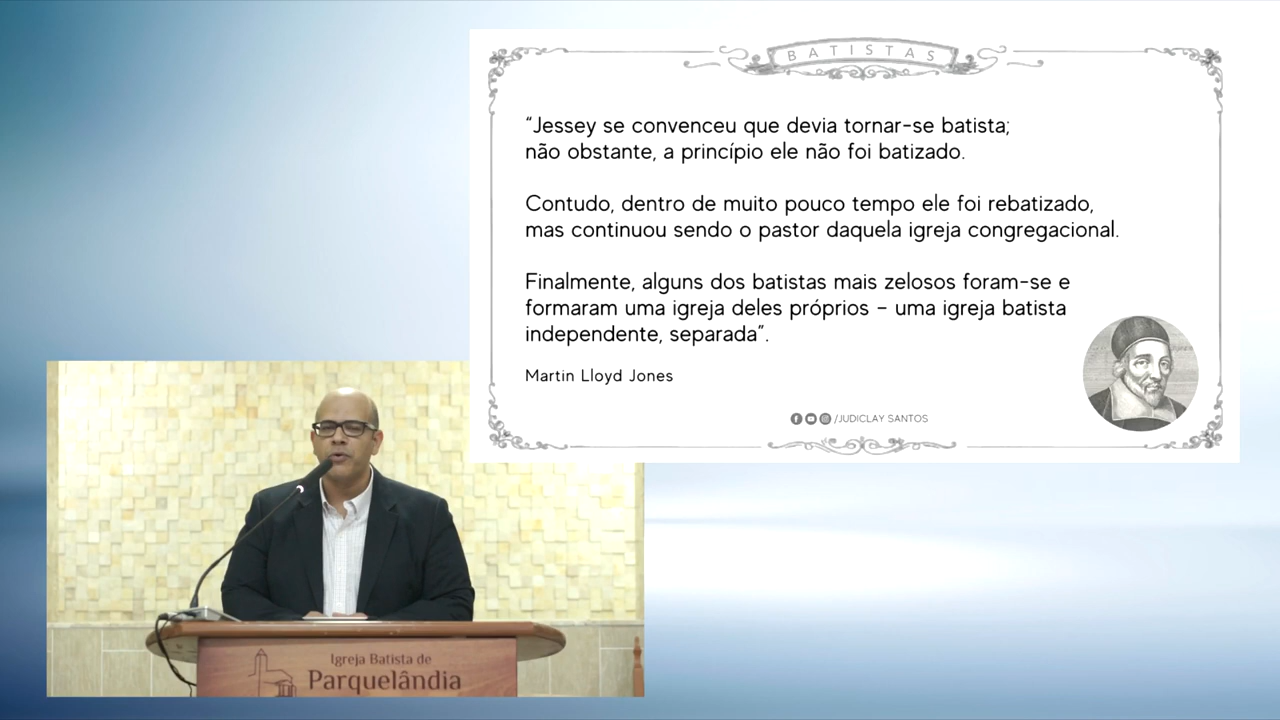 BATISTAS
“Jessey se convenceu que devia tornar-se batista;
não obstante, a princípio ele não foi batizado.
Contudo, dentro de muito pouco tempo ele foi rebatizado,
mas continuou sendo o pastor daquela igreja congregacional.
Finalmente, alguns dos batistas mais zelosos foram-se e
formaram uma igreja deles próprios – uma igreja batista
independente, separada”.
Martin Lloyd Jones
/JUDICLAY SANTOS
Igreja Batista de
Parquelândia